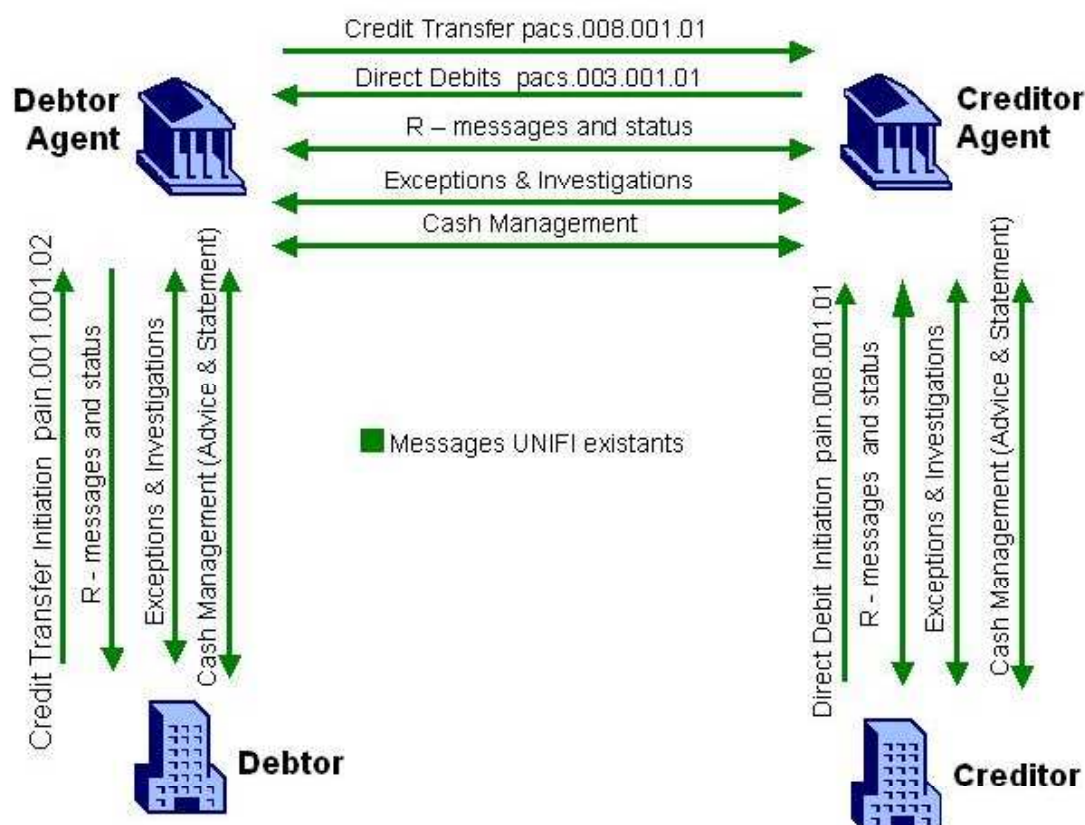 Credit Transfer pacs.008.001.01
Direct Debits pacs.003.001.01
Debtor
Agent
Creditor
Agent
R – messages and status
Exceptions & Investigations
Cash Management
Credit Transfer Initiation pain.001.001.02
R - messages and status
Exceptions & Investigations
Cash Management (Advice & Statement)
Messages UNIFI existants
Direct Debit Initiation pain.008.001.01
R - messages and status
Exceptions & Investigations
Cash Management (Advice & Statement)
Debtor
Creditor